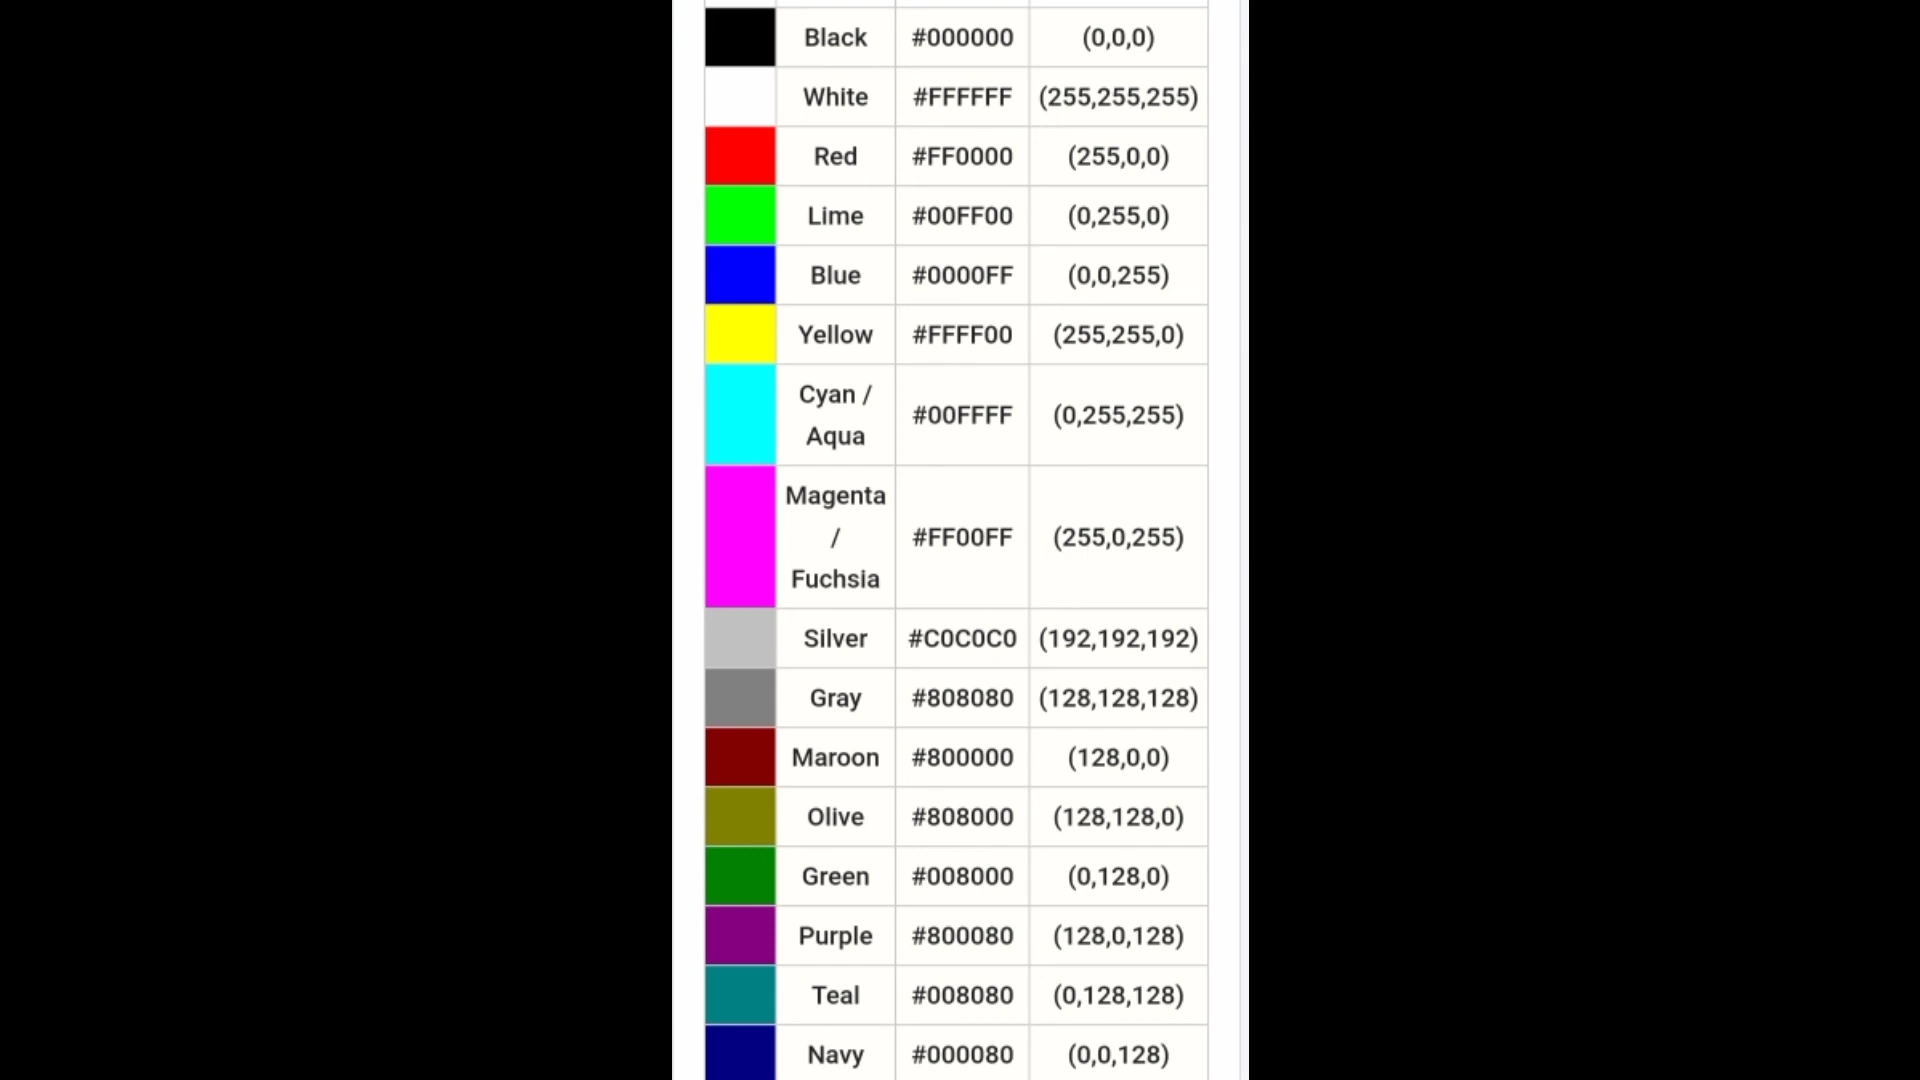 Black #000000 (0,0,0)
White #FFFFFF (255,255,255)
Red #FF0000 (255,0,0)
Lime #00FF00 (0,255,0)
Blue #0000FF (0,0,255)
Yellow #FFFF00 (255,255,0)
Cyan /
Aqua #00FFFF (0,255,255)
Magenta
/ #FF00FF (255,0,255)
Fuchsia
Silver #C0C0C0 (192,192,192)
Gray #808080 (128,128,128)
Maroon #800000 (128,0,0)
Olive #808000 (128,128,0)
Green #008000 (0,128,0)
Purple #800080 (128,0,128)
Teal #008080 (0,128,128)
Navy #000080 (0,0,128)